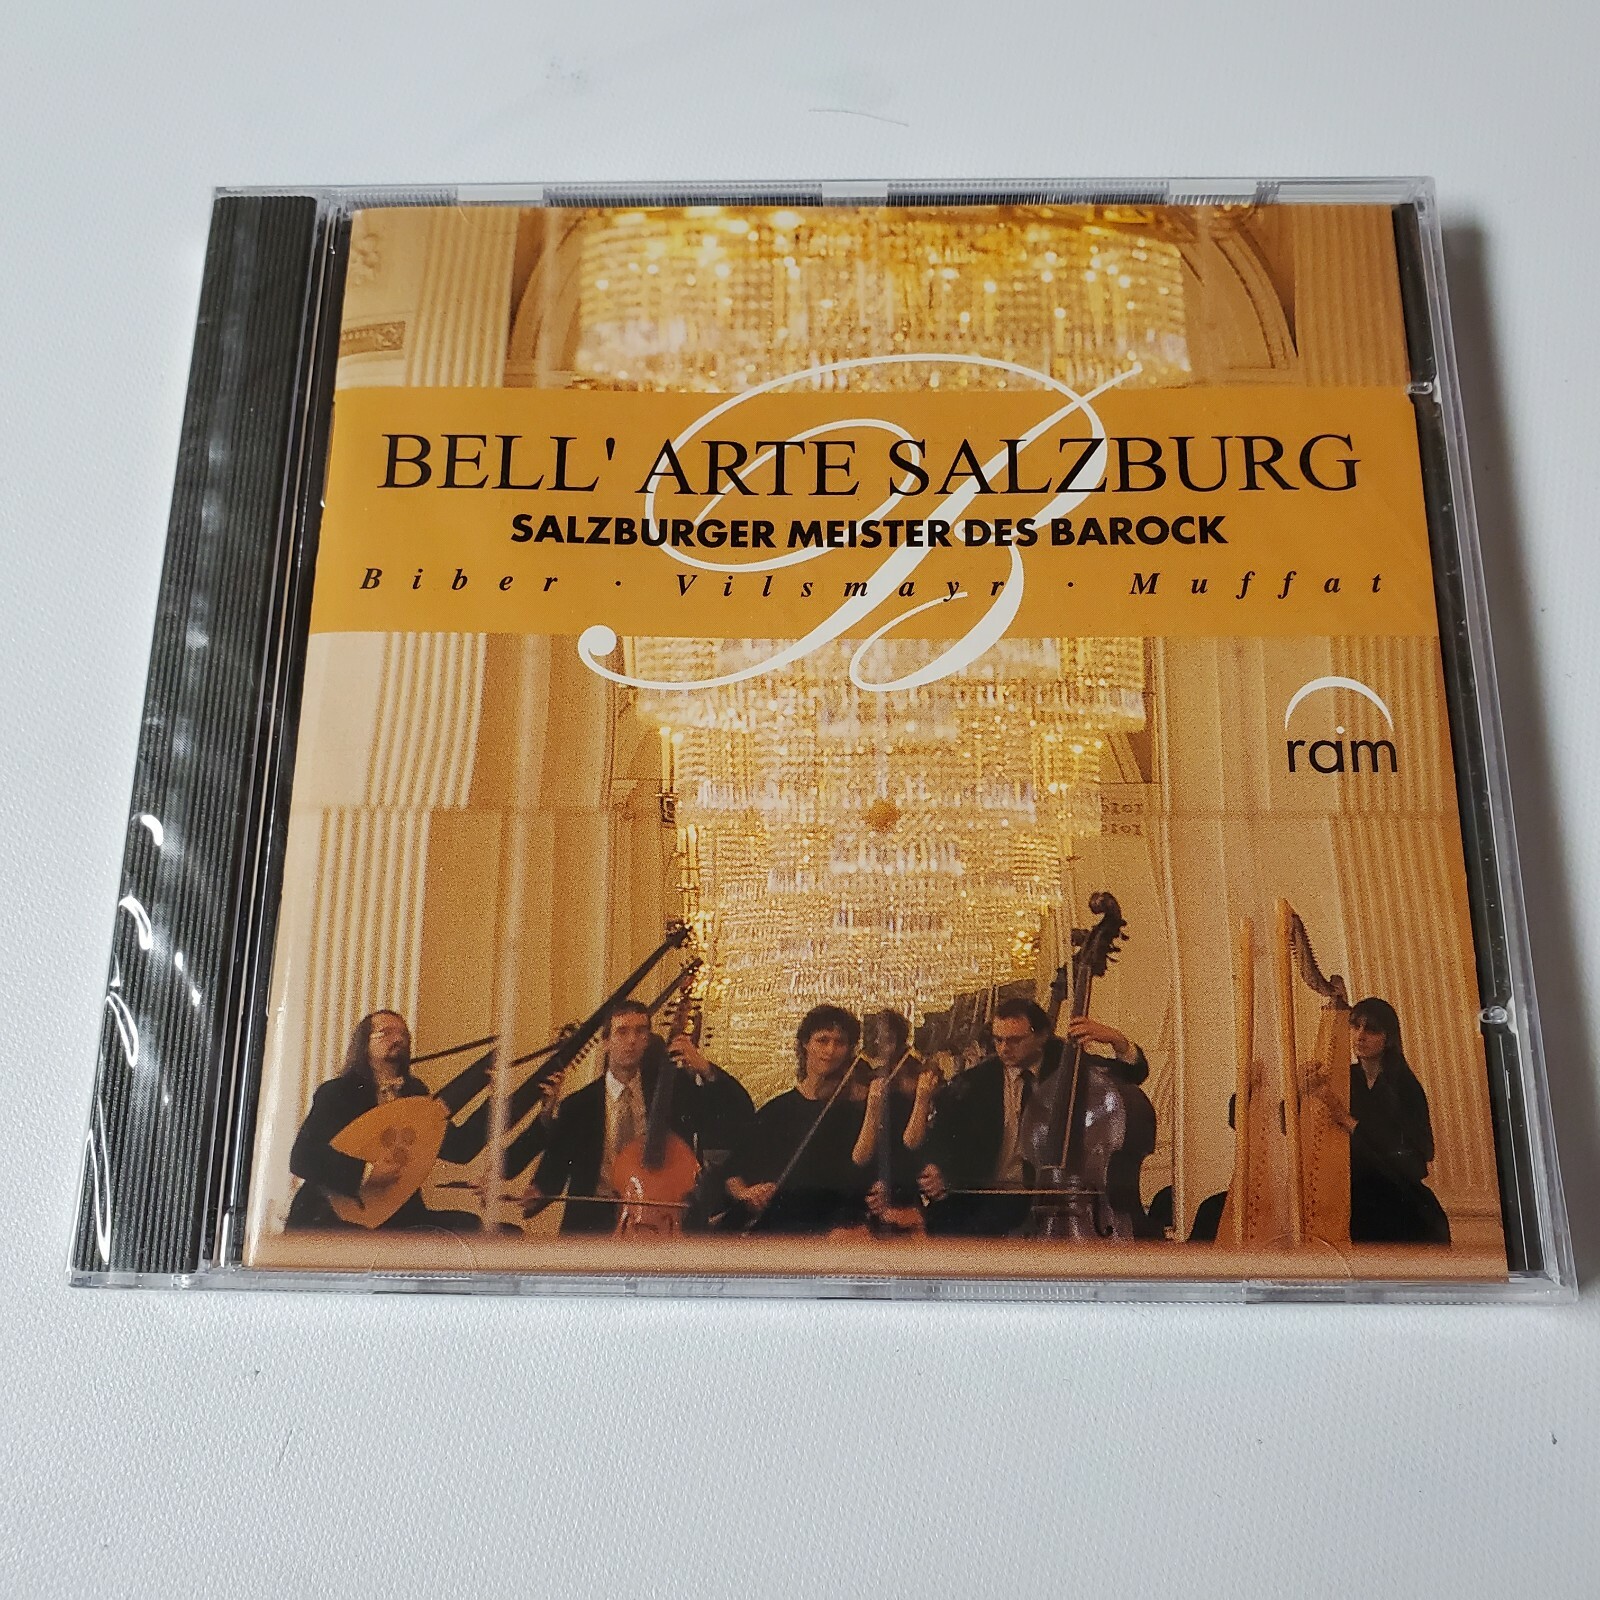 BELL' ARTE SALZBURG
SALZBURGER MEISTER DES BAROCK
Biber · Vilsmayr · Muffat
ram